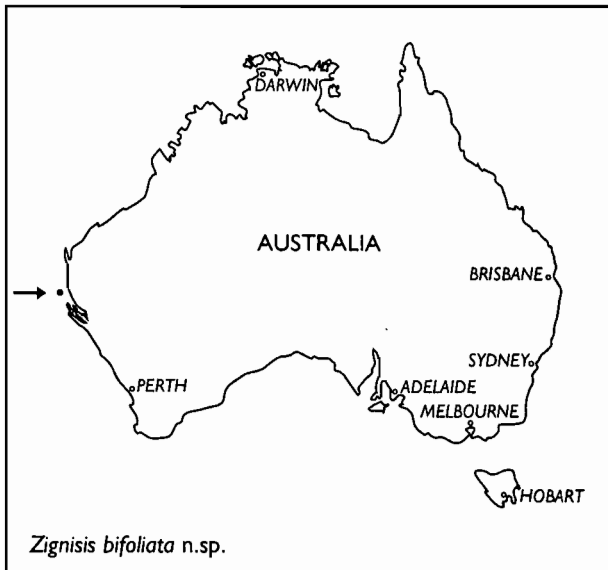 DARWIN
AUSTRALIA
BRISBANE
SYDNEY
PERTH
ADELAIDE
MELBOURNE
HOBART
Zignisis bifoliata n.sp.